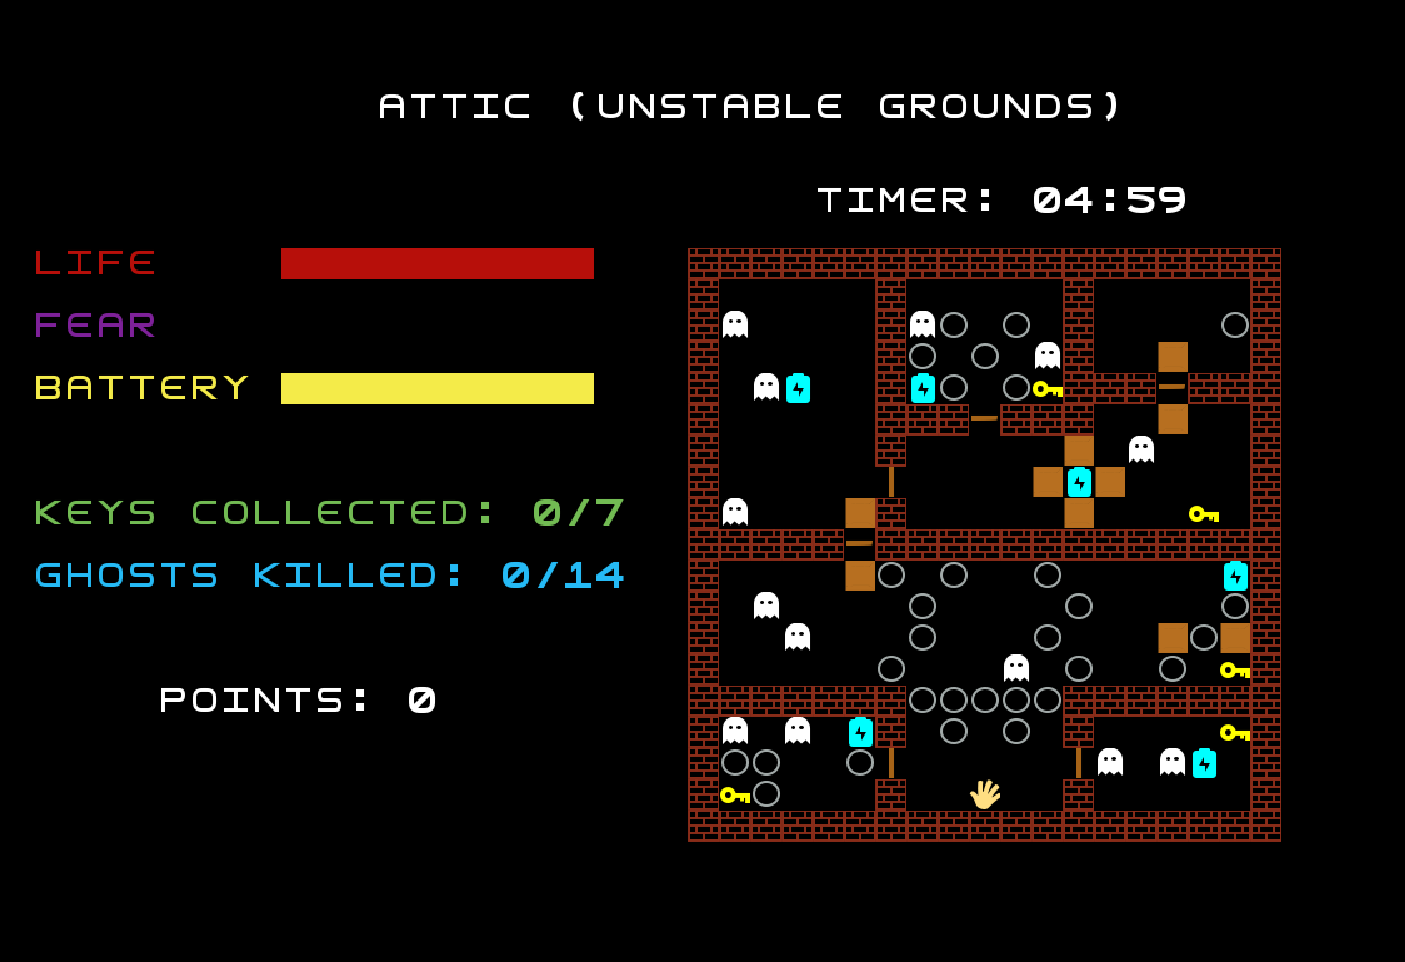 ATTIC (UNSTABLE GROUNDS)
TIMER: 04:59
LIFE
FEAR
BATTERY
KEYS COLLECTED: 0/7
GHOSTS KILLED: 0/14
POINTS: 0